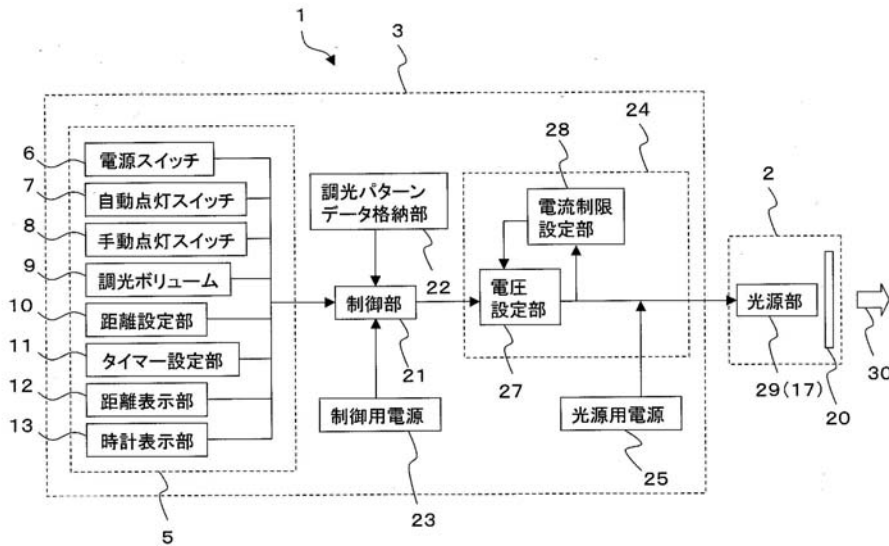 1
3
24
28
2
6
電源スイッチ
7
自動点灯スイッチ
8
手動点灯スイッチ
9
調光ボリューム
10
距離設定部
11
タイマー設定部
12
距離表示部
13
時計表示部
5
調光パターン
データ格納部
22
制御部
21
制御用電源
23
電流制限
設定部
電圧
設定部
27
光源用電源
25
光源部
29(17)
20
30